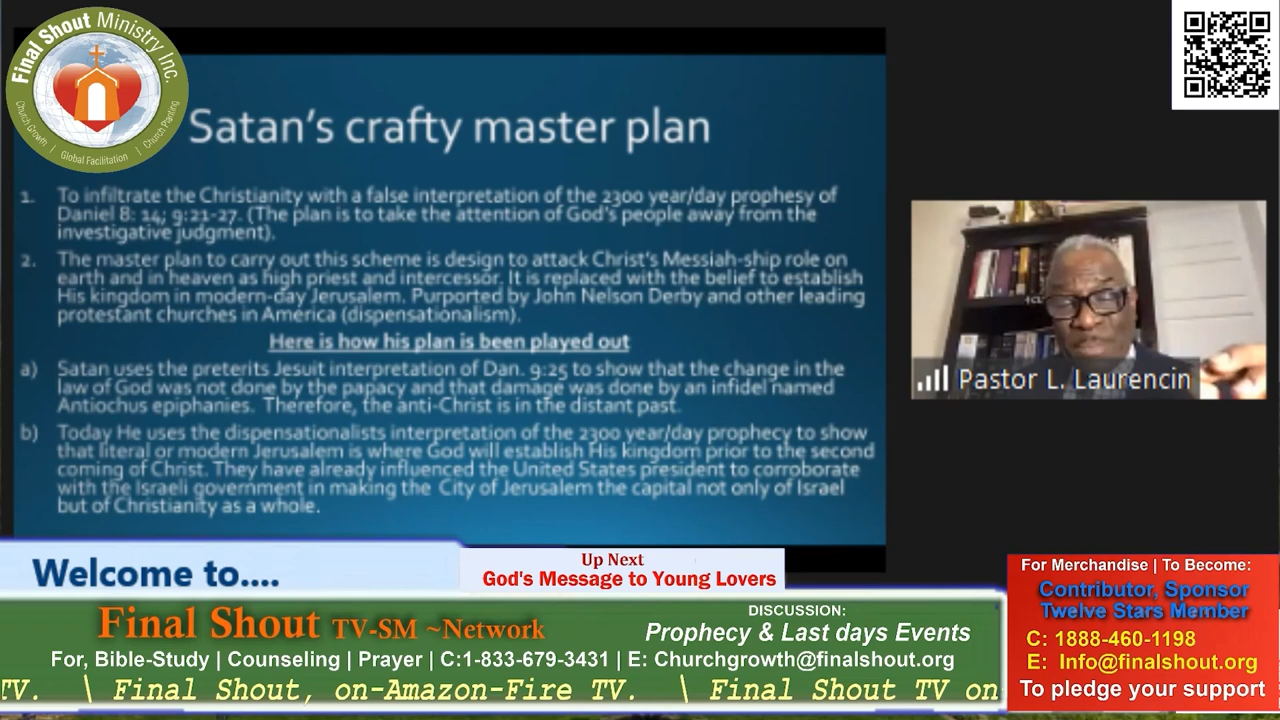 Final Shout Ministry Inc.
Church Growth | Global Facilitation | Church Planting
Satan's crafty master plan
1. To infiltrate the Christianity with a false interpretation of the 2300 year/day prophesy of
Daniel 8: 14; 9:21-27. (The plan is to take the attention of God's people away from the
investigative judgment).
2. The master plan to carry out this scheme is design to attack Christ's Messiah-ship role on
earth and in heaven as high priest and intercessor. It is replaced with the belief to establish
His kingdom in modern-day Jerusalem. Purported by John Nelson Derby and other leading
protestant churches in America (dispensationalism).
Here is how his plan is been played out
a) Satan uses the preterits Jesuit interpretation of Dan. 9:25 to show that the change in the
law of God was not done by the papacy and that damage was done by an infidel named
Antiochus epiphanies. Therefore, the anti-Christ is in the distant past.
b) Today He uses the dispensationalists interpretation of the 2300 year/day prophecy to show
that literal or modern Jerusalem is where God will establish His kingdom prior to the second
coming of Christ. They have already influenced the United States president to corroborate
with the Israeli government in making the City of Jerusalem the capital not only of Israel
but of Christianity as a whole.
Pastor L. Laurencin
Welcome to....
Up Next
God's Message to Young Lovers
Final Shout TV-SM ~Network
DISCUSSION:
Prophecy & Last days Events
For, Bible-Study | Counseling | Prayer | C:1-833-679-3431 | E: Churchgrowth@finalshout.org
TV. \ Final Shout, on-Amazon-Fire TV. \ Final Shout TV on
For Merchandise | To Become:
Contributor, Sponsor
Twelve Stars Member
C: 1888-460-1198
E: Info@finalshout.org
To pledge your support